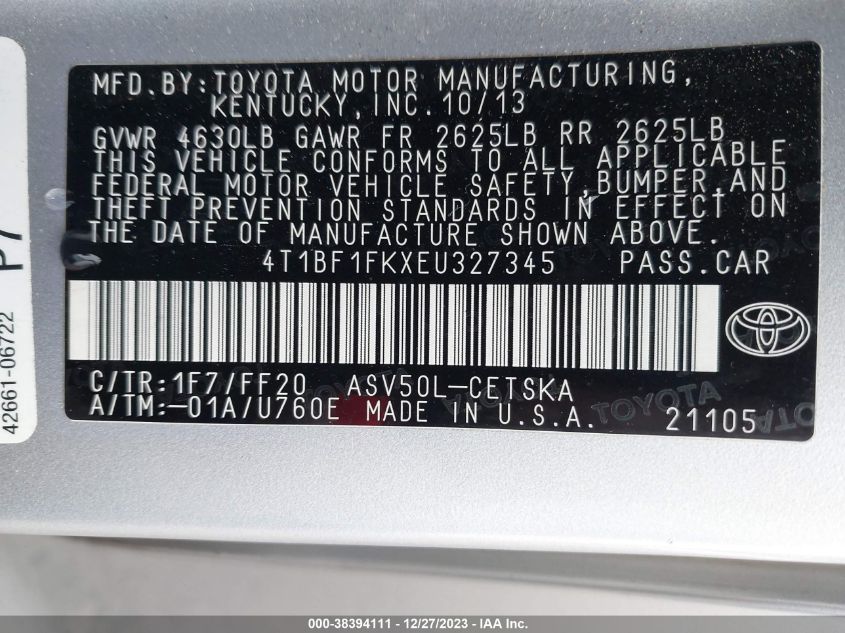 MFD. BY: TOYOTA MOTOR MANUFACTURING,
KENTUCKY, INC. 10/13
GVWR 4630LB GAWR FR 2625LB RR 2625LB
THIS VEHICLE CONFORMS TO ALL APPLICABLE
FEDERAL MOTOR VEHICLE SAFETY, BUMPER, AND
THEFT PREVENTION STANDARDS IN EFFECT ON
THE DATE OF MANUFACTURE SHOWN ABOVE.
4T1BF1FKXEU327345 PASS. CAR
C/TR: 1F7/FF20 ASV50L-CETSKA
A/TM: -01A/U760E MADE IN U.S.A. 21105
TOYOTA
42661-06722
P7
000-38394111 - 12/27/2023 - IAA Inc.